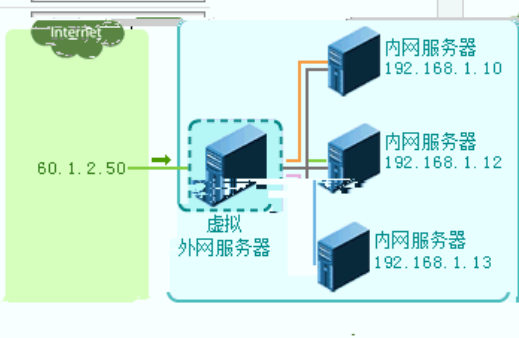 Internet
内网服务器
192.168.1.10
60.1.2.50
内网服务器
192.168.1.12
虚拟
外网服务器
内网服务器
192.168.1.13